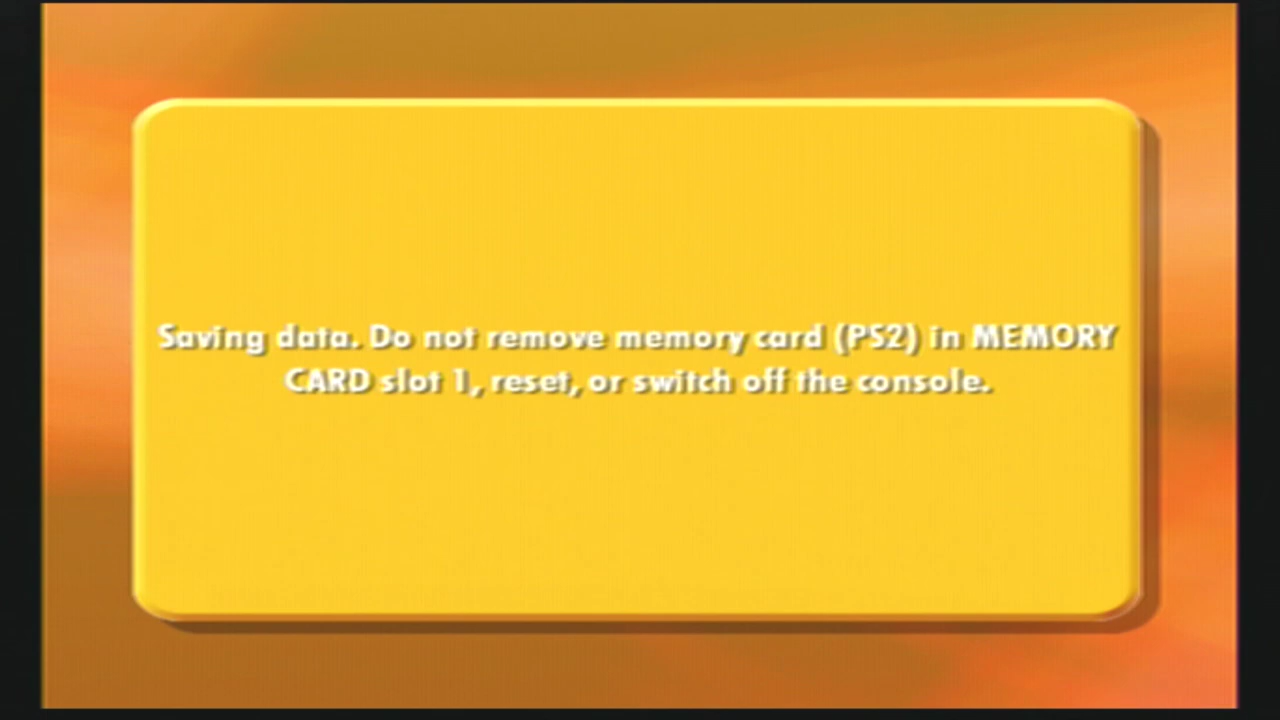 Saving data. Do not remove memory card (PS2) in MEMORY
CARD slot 1, reset, or switch off the console.